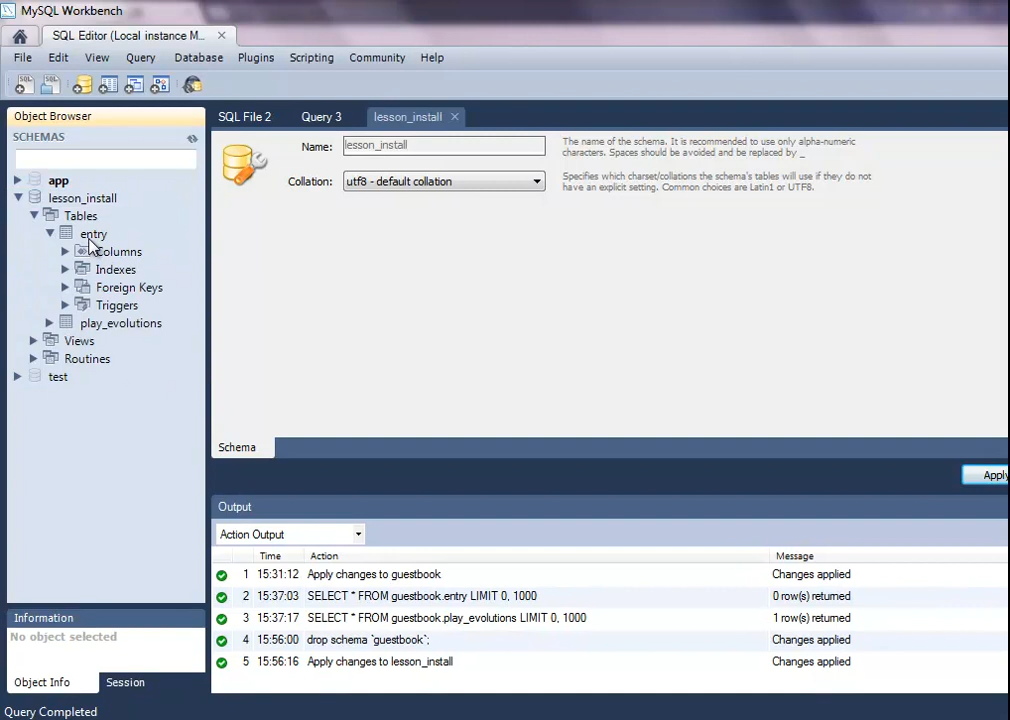 MySQL Workbench
SQL Editor (Local instance M...
File Edit View Query Database Plugins Scripting Community Help
Object Browser
SCHEMAS
app
lesson_install
Tables
entry
Columns
Indexes
Foreign Keys
Triggers
play_evolutions
Views
Routines
test
Information
No object selected
Object Info Session
Query Completed
SQL File 2 Query 3 lesson_install
Name: lesson_install
The name of the schema. It is recommended to use only alpha-numeric
characters. Spaces should be avoided and be replaced by _
Collation: utf8 - default collation
Specifies which charset/collations the schema's tables will use if they do not
have an explicit setting. Common choices are Latin1 or UTF8.
Schema
Apply
Output
Action Output
Time Action Message
1 15:31:12 Apply changes to guestbook Changes applied
2 15:37:03 SELECT * FROM guestbook.entry LIMIT 0, 1000 0 row(s) returned
3 15:37:17 SELECT * FROM guestbook.play_evolutions LIMIT 0, 1000 1 row(s) returned
4 15:56:00 drop schema `guestbook`; Changes applied
5 15:56:16 Apply changes to lesson_install Changes applied